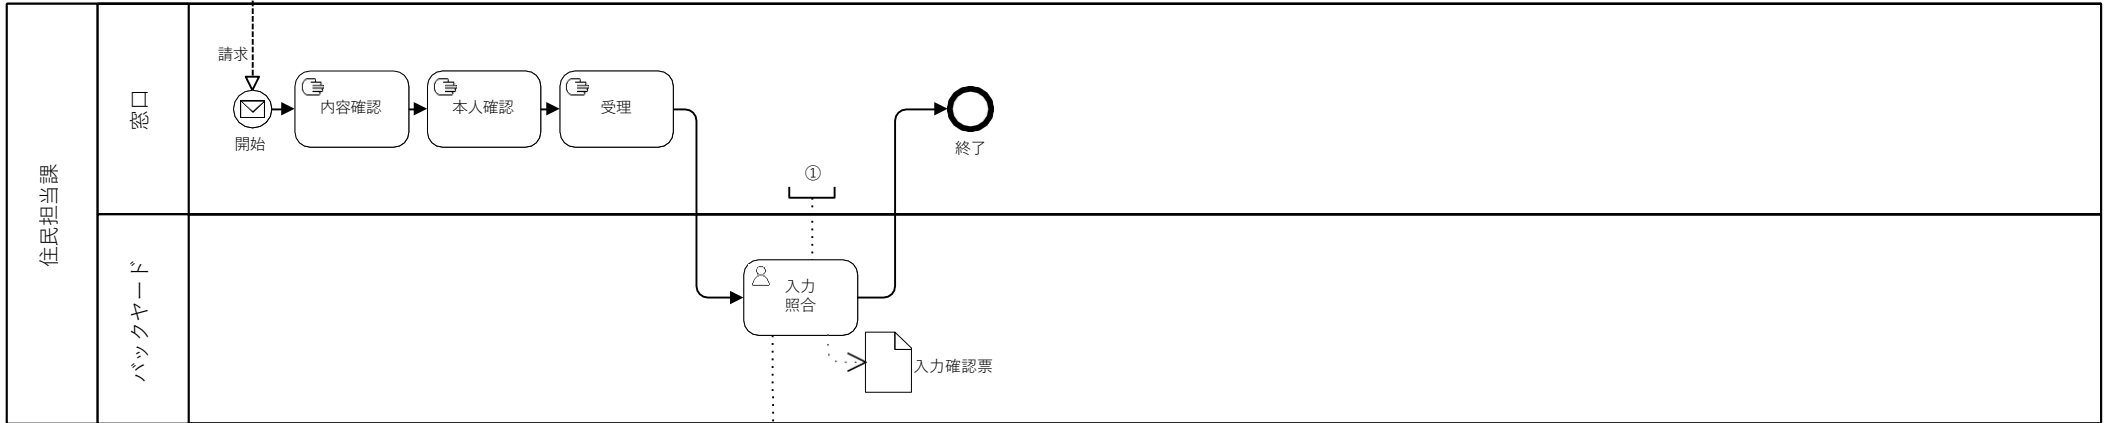 住民担当課
窓口
請求
開始
内容確認
本人確認
受理
①
終了
バックヤード
入力
照合
入力確認票